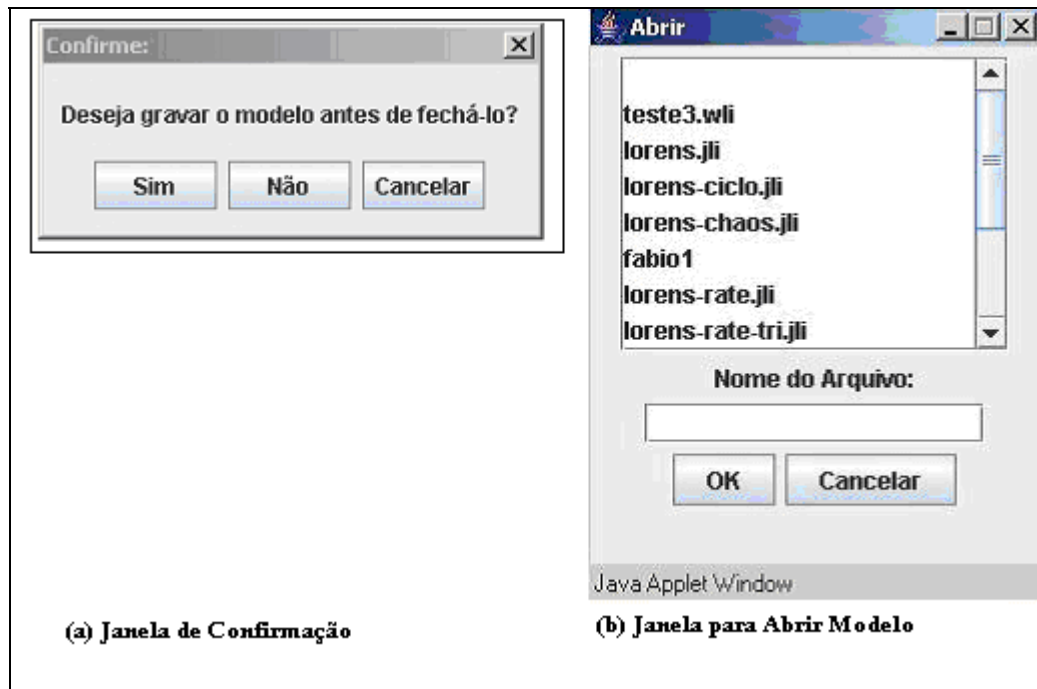 Confirme:
Deseja gravar o modelo antes de fechá-lo?
Sim Não Cancelar
(a) Janela de Confirmação
Abrir
teste3.wli
lorens.jli
lorens-ciclo.jli
lorens-chaos.jli
fabio1
lorens-rate.jli
lorens-rate-tri.jli
Nome do Arquivo:
OK Cancelar
Java Applet Window
(b) Janela para Abrir Modelo